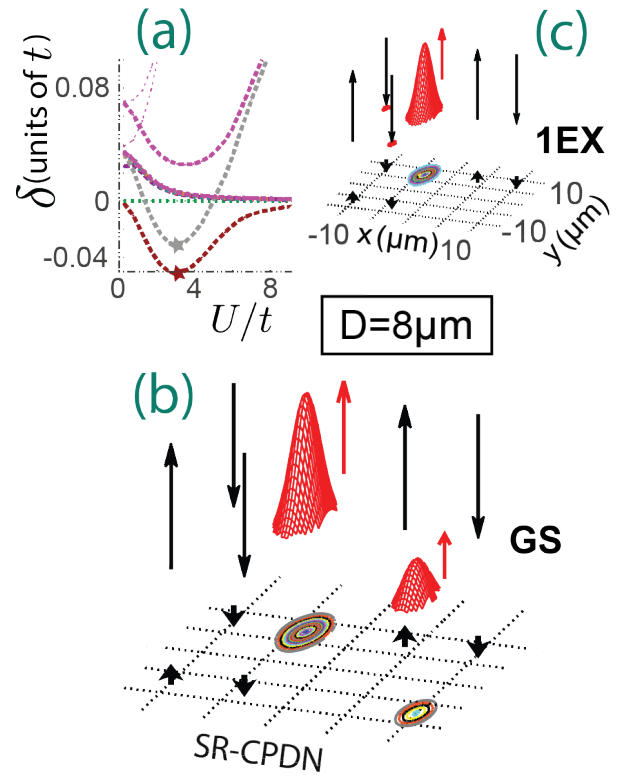 (a)
δ(units of t)
0.08
0
-0.04
0
4
8
U/t
(c)
1EX
-10
x(µm)
10
-10
y(µm)
10
D=8µm
(b)
GS
SR-CPDN